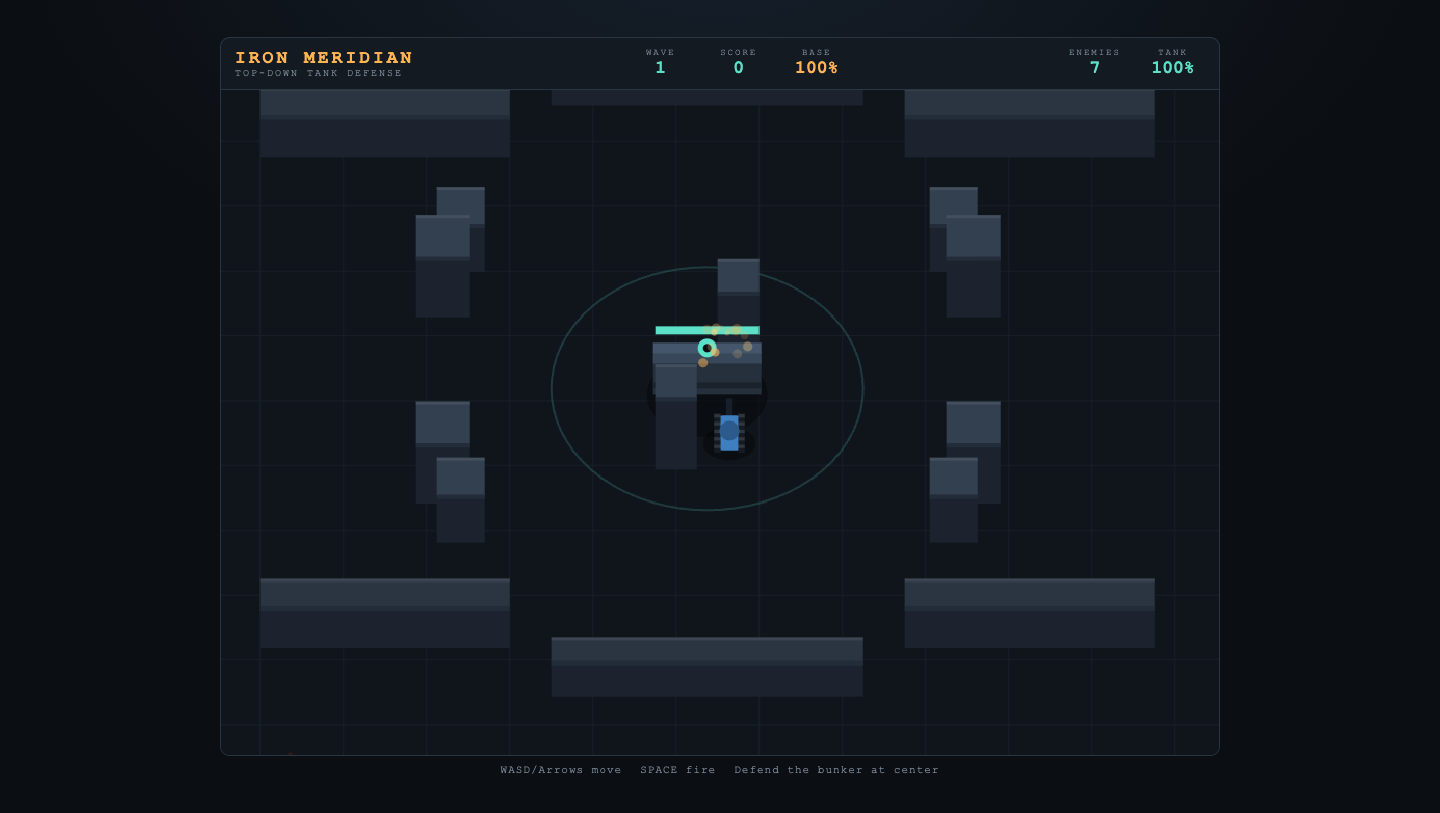 IRON MERIDIAN
TOP-DOWN TANK DEFENSE
WAVE
1
SCORE
0
BASE
100%
ENEMIES
7
TANK
100%
WASD/Arrows move SPACE fire Defend the bunker at center